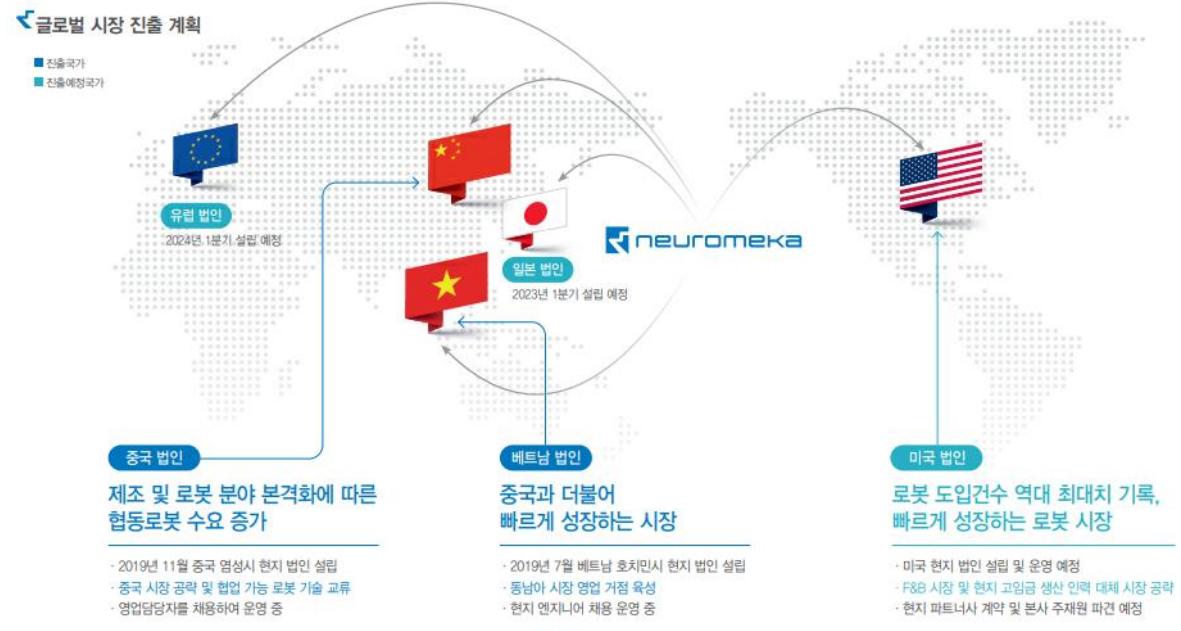 글로벌 시장 진출 계획
진출국가
진출예정국가
유럽 법인
2024년 1분기 설립 예정
일본 법인
2023년 1분기 설립 예정
neuromeka
중국 법인
제조 및 로봇 분야 본격화에 따른
협동로봇 수요 증가
· 2019년 11월 중국 염성시 현지 법인 설립
· 중국 시장 공략 및 협업 가능 로봇 기술 교류
· 영업담당자를 채용하여 운영 중
베트남 법인
중국과 더불어
빠르게 성장하는 시장
· 2019년 7월 베트남 호치민시 현지 법인 설립
· 동남아 시장 영업 거점 육성
· 현지 엔지니어 채용 운영 중
미국 법인
로봇 도입건수 역대 최대치 기록,
빠르게 성장하는 로봇 시장
· 미국 현지 법인 설립 및 운영 예정
· F&B 시장 및 현지 고임금 생산 인력 대체 시장 공략
· 현지 파트너사 계약 및 본사 주재원 파견 예정